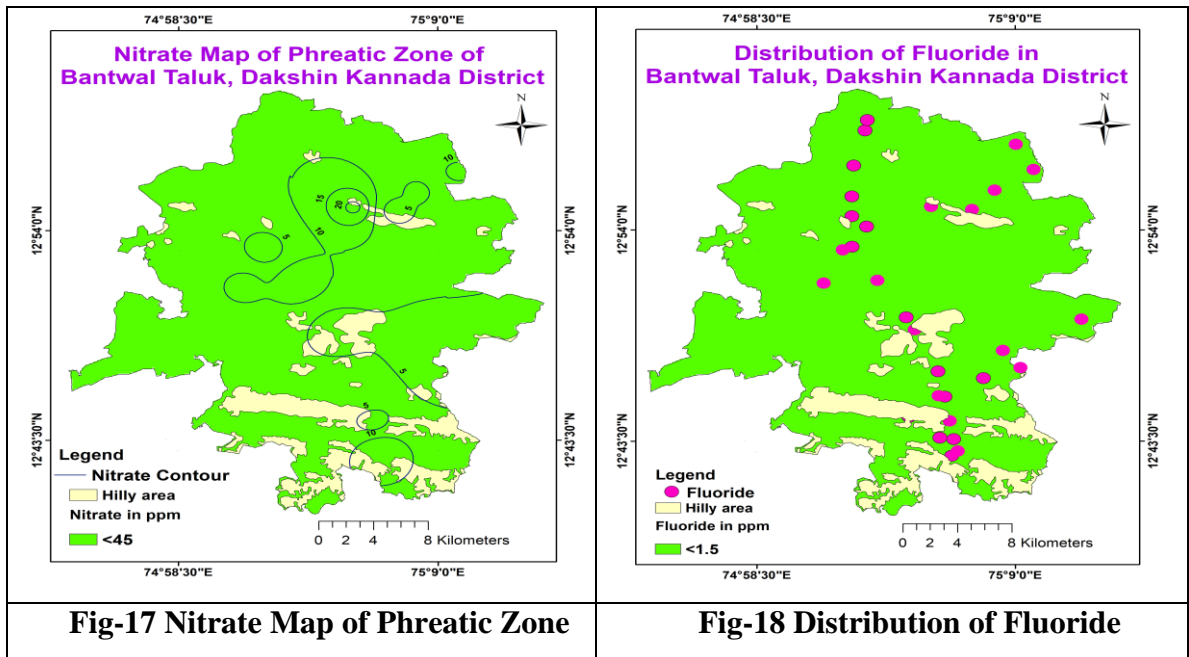 74°58'30"E
75°9'0"E
Nitrate Map of Phreatic Zone of
Bantwal Taluk, Dakshin Kannada District
N
10
15
20
5
5
10
12°54'0"N
12°54'0"N
5
5
10
12°43'30"N
12°43'30"N
Legend
Nitrate Contour
Hilly area
Nitrate in ppm
<45
0 2 4 8 Kilometers
74°58'30"E
75°9'0"E
Fig-17 Nitrate Map of Phreatic Zone
74°58'30"E
75°9'0"E
Distribution of Fluoride in
Bantwal Taluk, Dakshin Kannada District
N
12°54'0"N
12°54'0"N
12°43'30"N
12°43'30"N
Legend
Fluoride
Hilly area
Fluoride in ppm
<1.5
0 2 4 8 Kilometers
74°58'30"E
75°9'0"E
Fig-18 Distribution of Fluoride